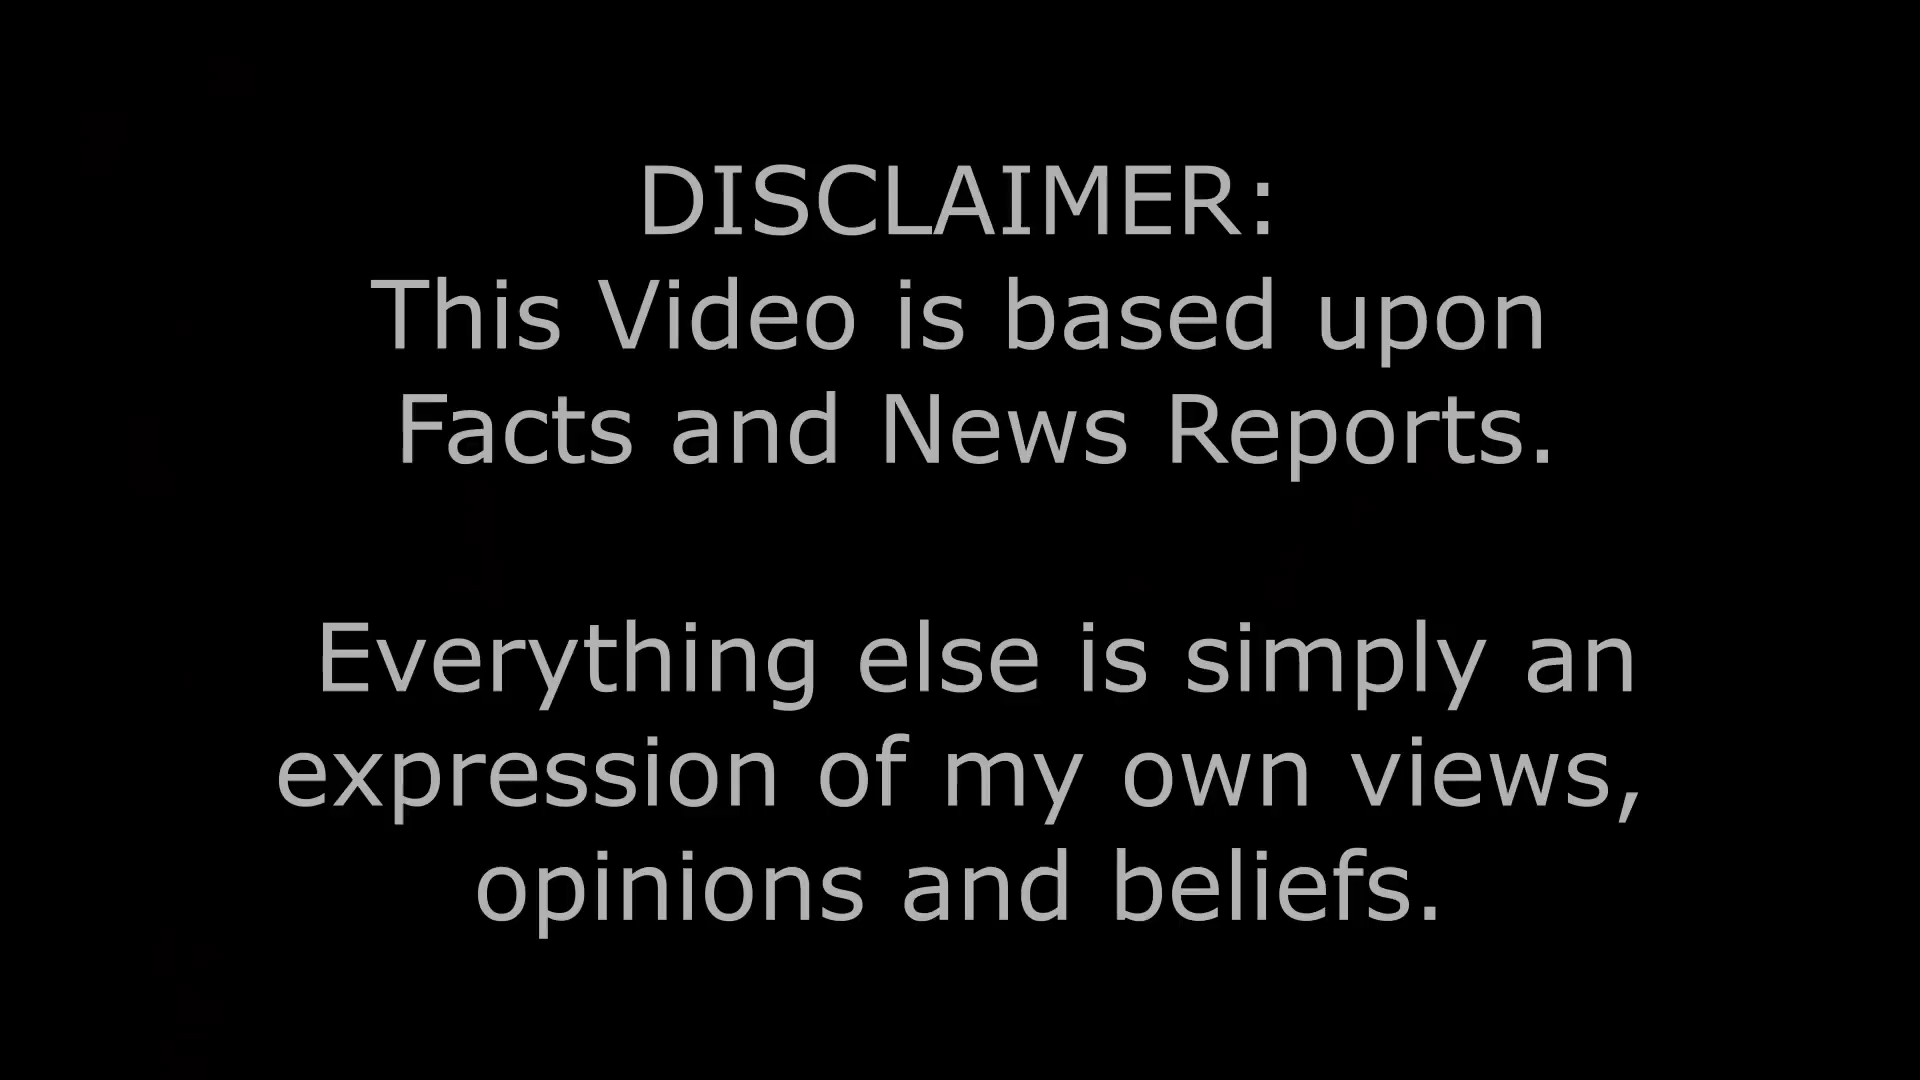 DISCLAIMER:
This Video is based upon
Facts and News Reports.
Everything else is simply an
expression of my own views,
opinions and beliefs.